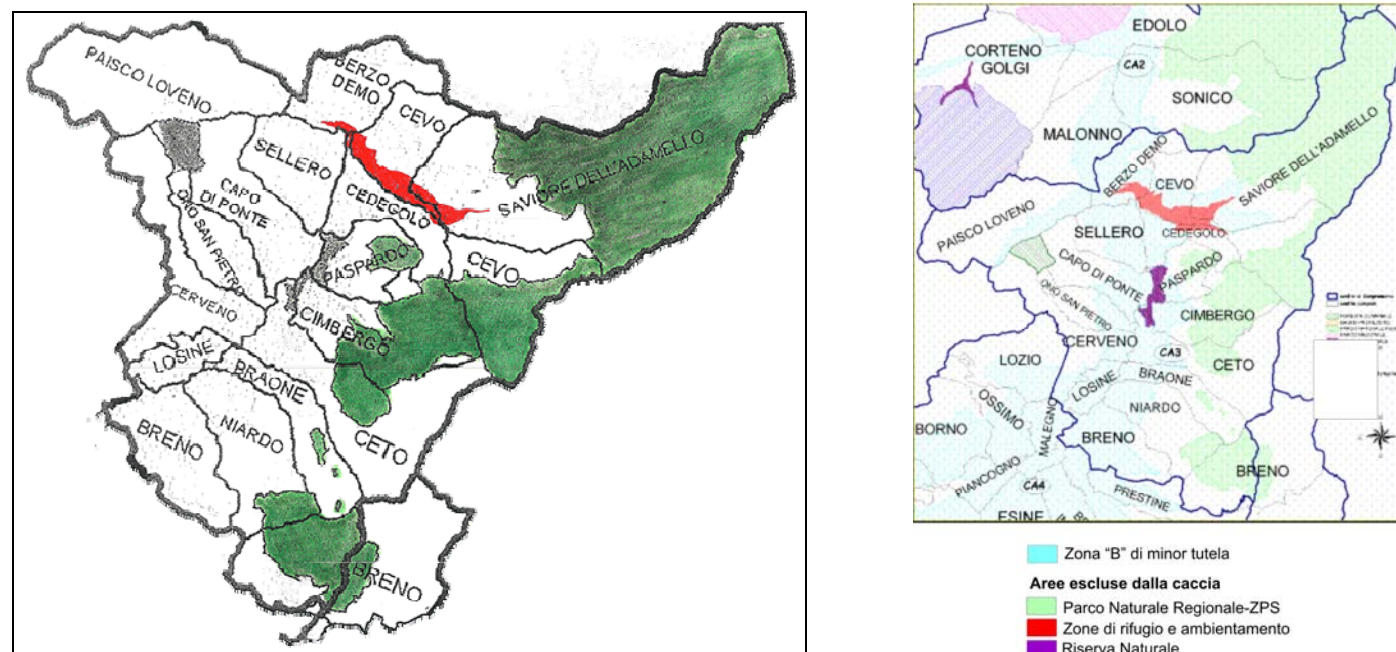 PAISCO LOVENO
BERZO
DEMO
CEVO
SELLERO
SAVIORE DELL'ADAMELLO
CAPO
DI PONTE
CEDEGOLO
ONO SAN PIETRO
PASPARDO
CEVO
CERVENO
CIMBERGO
LOSINE
BRAONE
BRENO
NIARDO
CETO
BRENO
EDOLO
CORTENO
GOLGI
CA2
SONICO
MALONNO
BERZO DEMO
CEVO
SAVIORE DELL'ADAMELLO
PAISCO LOVENO
SELLERO
CEDEGOLO
CAPO DI PONTE
PASPARDO
ONO SAN PIETRO
CIMBERGO
CERVENO
CA3
LOZIO
CETO
LOSINE
BRAONE
OSSIMO
NIARDO
MALEGNO
BORNO
BRENO
BRENO
PIANCOGNO
CA4
PRESTINE
ESINE
Zona "B" di minor tutela
Aree escluse dalla caccia
Parco Naturale Regionale-ZPS
Zone di rifugio e ambientamento
Riserva Naturale